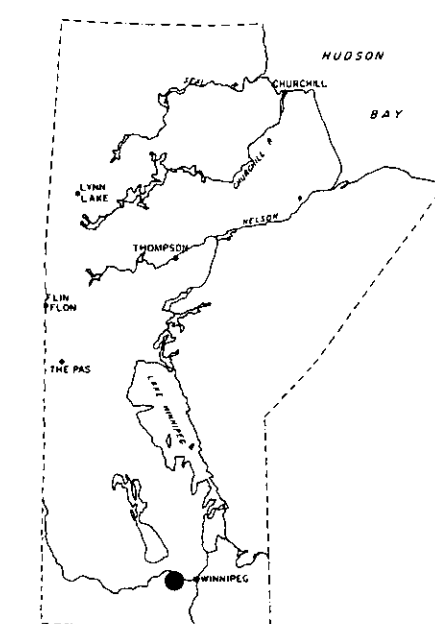 HUDSON
BAY
SEAL
CHURCHILL
CHURCHILL R
LYNN
LAKE
NELSON
THOMPSON
FLIN
FLON
THE PAS
LAKE WINNIPEG
WINNIPEG